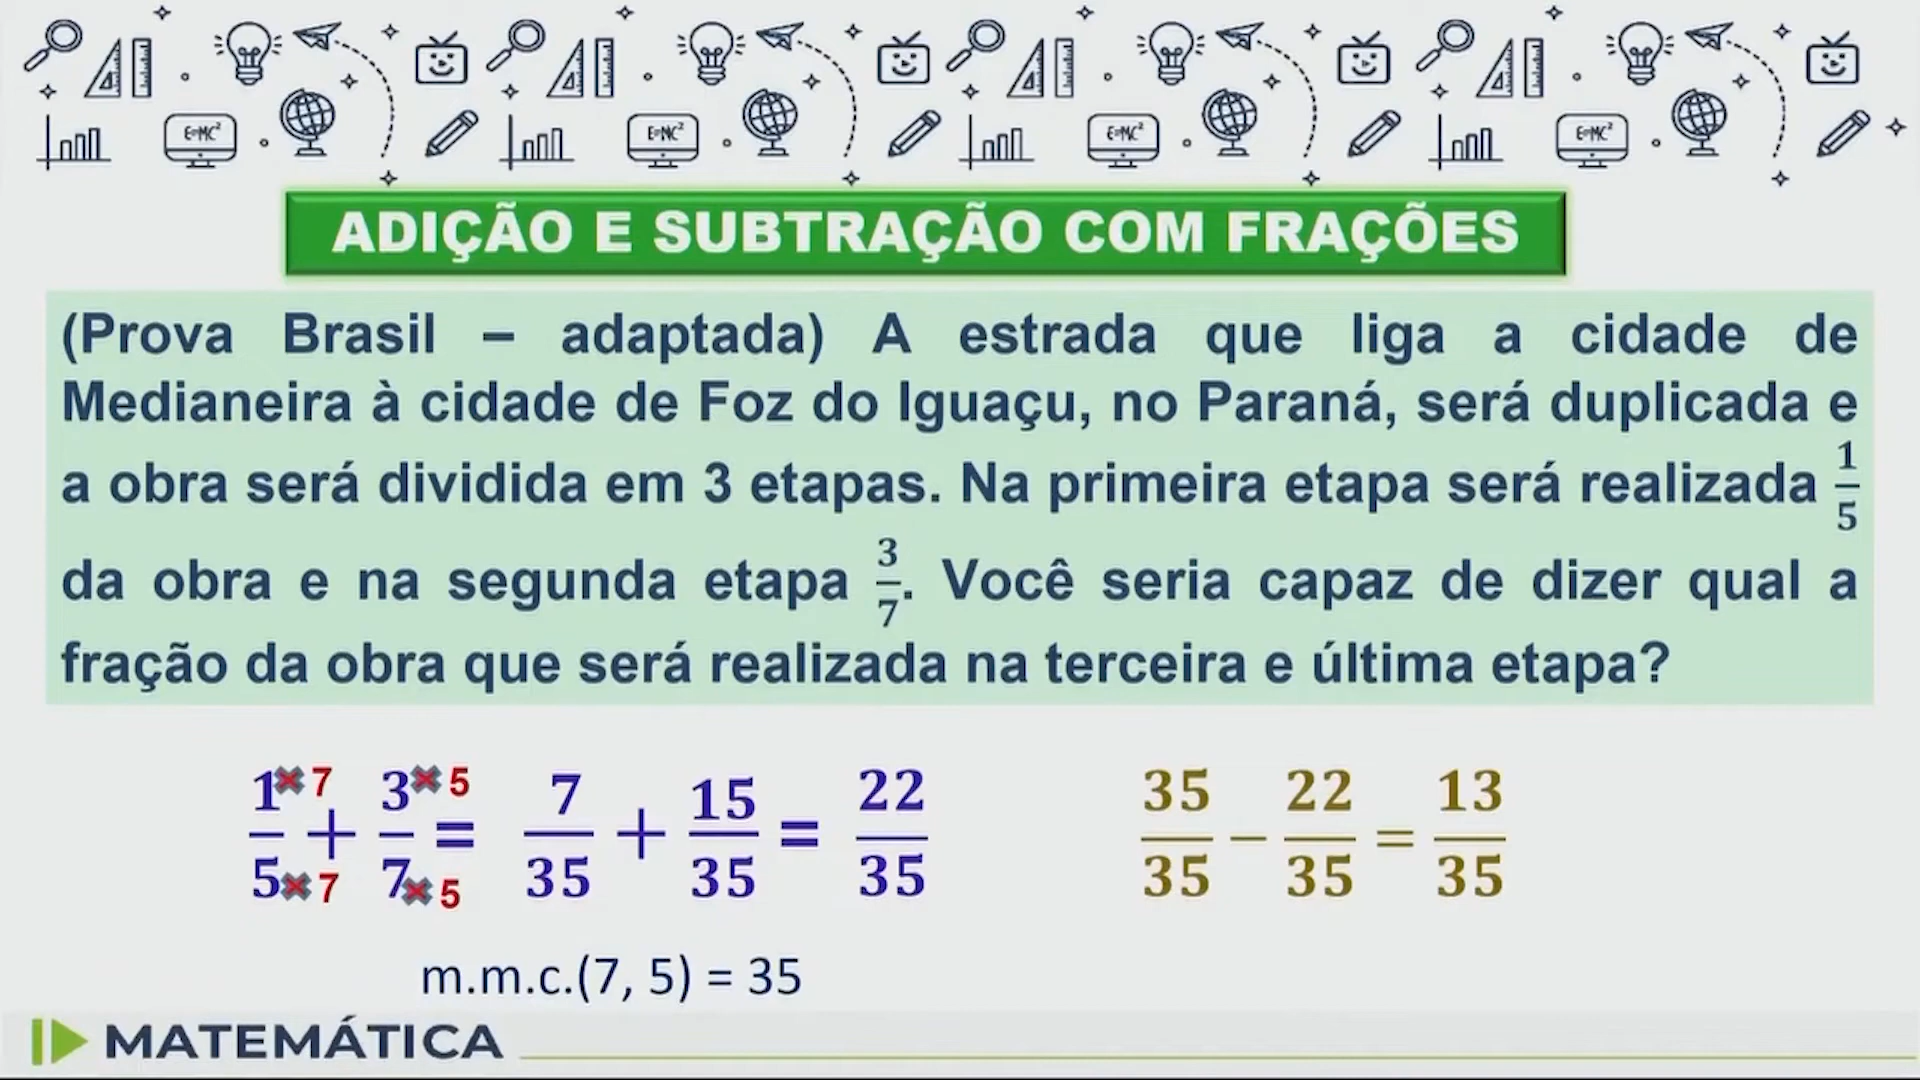 E=MC² E=MC² E=MC² E=MC²
ADIÇÃO E SUBTRAÇÃO COM FRAÇÕES
(Prova Brasil – adaptada) A estrada que liga a cidade de
Medianeira à cidade de Foz do Iguaçu, no Paraná, será duplicada e
a obra será dividida em 3 etapas. Na primeira etapa será realizada 1/5
da obra e na segunda etapa 3/7. Você seria capaz de dizer qual a
fração da obra que será realizada na terceira e última etapa?
1×7/5×7 + 3×5/7×5 = 7/35 + 15/35 = 22/35
35/35 − 22/35 = 13/35
m.m.c.(7, 5) = 35
MATEMÁTICA